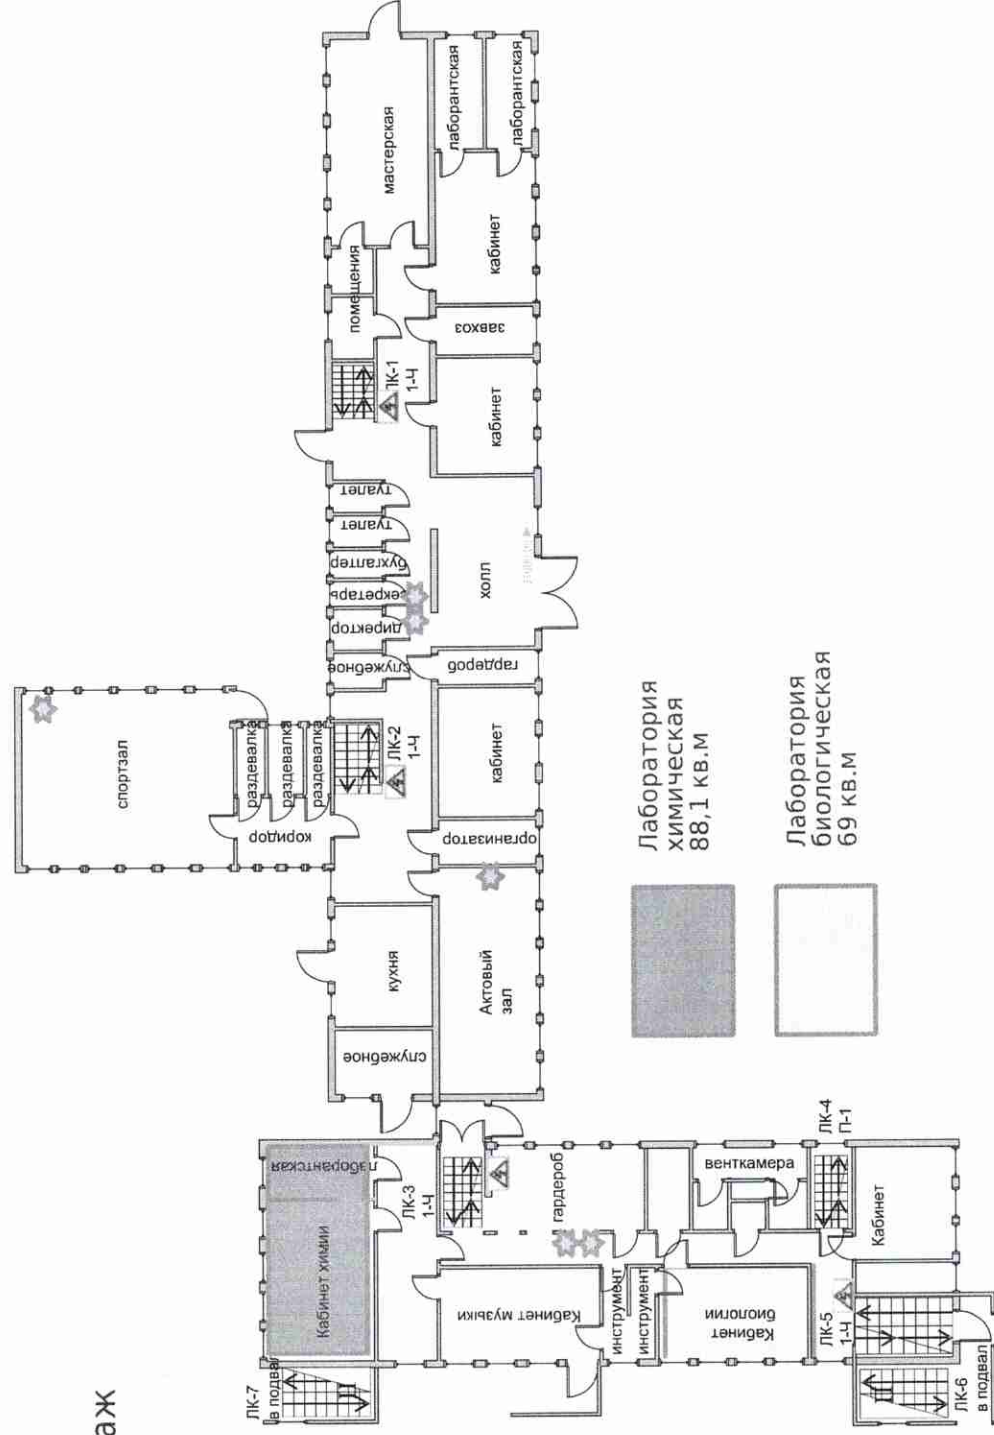 мастерская
лаборантская
лаборантская
помещения
кабинет
завхоз
ЛК-1
1-Ч
кабинет
туалет
туалет
бухгалтер
секретарь
директор
служебное
холл
гардероб
спортзал
раздевалка
раздевалка
раздевалка
коридор
ЛК-2
1-Ч
кабинет
организатор
кухня
служебное
Актовый
зал
Лаборатория
химическая
88,1 кв.м
Лаборатория
биологическая
69 кв.м
лаборантская
Кабинет химии
ЛК-3
1-Ч
гардероб
венткамера
ЛК-4
П-1
Кабинет
Кабинет музыки
инструмент
инструмент
Кабинет
биологии
ЛК-5
1-Ч
ЛК-7
в подвал
ЛК-6
в подвал
аж